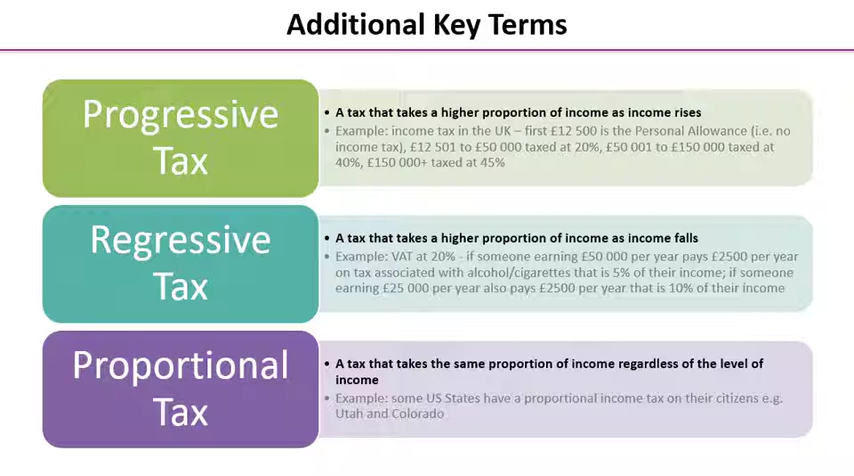 Additional Key Terms
Progressive
Tax
• A tax that takes a higher proportion of income as income rises
• Example: income tax in the UK – first £12 500 is the Personal Allowance (i.e. no
income tax), £12 501 to £50 000 taxed at 20%, £50 001 to £150 000 taxed at
40%, £150 000+ taxed at 45%
Regressive
Tax
• A tax that takes a higher proportion of income as income falls
• Example: VAT at 20% - if someone earning £50 000 per year pays £2500 per year
on tax associated with alcohol/cigarettes that is 5% of their income; if someone
earning £25 000 per year also pays £2500 per year that is 10% of their income
Proportional
Tax
• A tax that takes the same proportion of income regardless of the level of
income
• Example: some US States have a proportional income tax on their citizens e.g.
Utah and Colorado